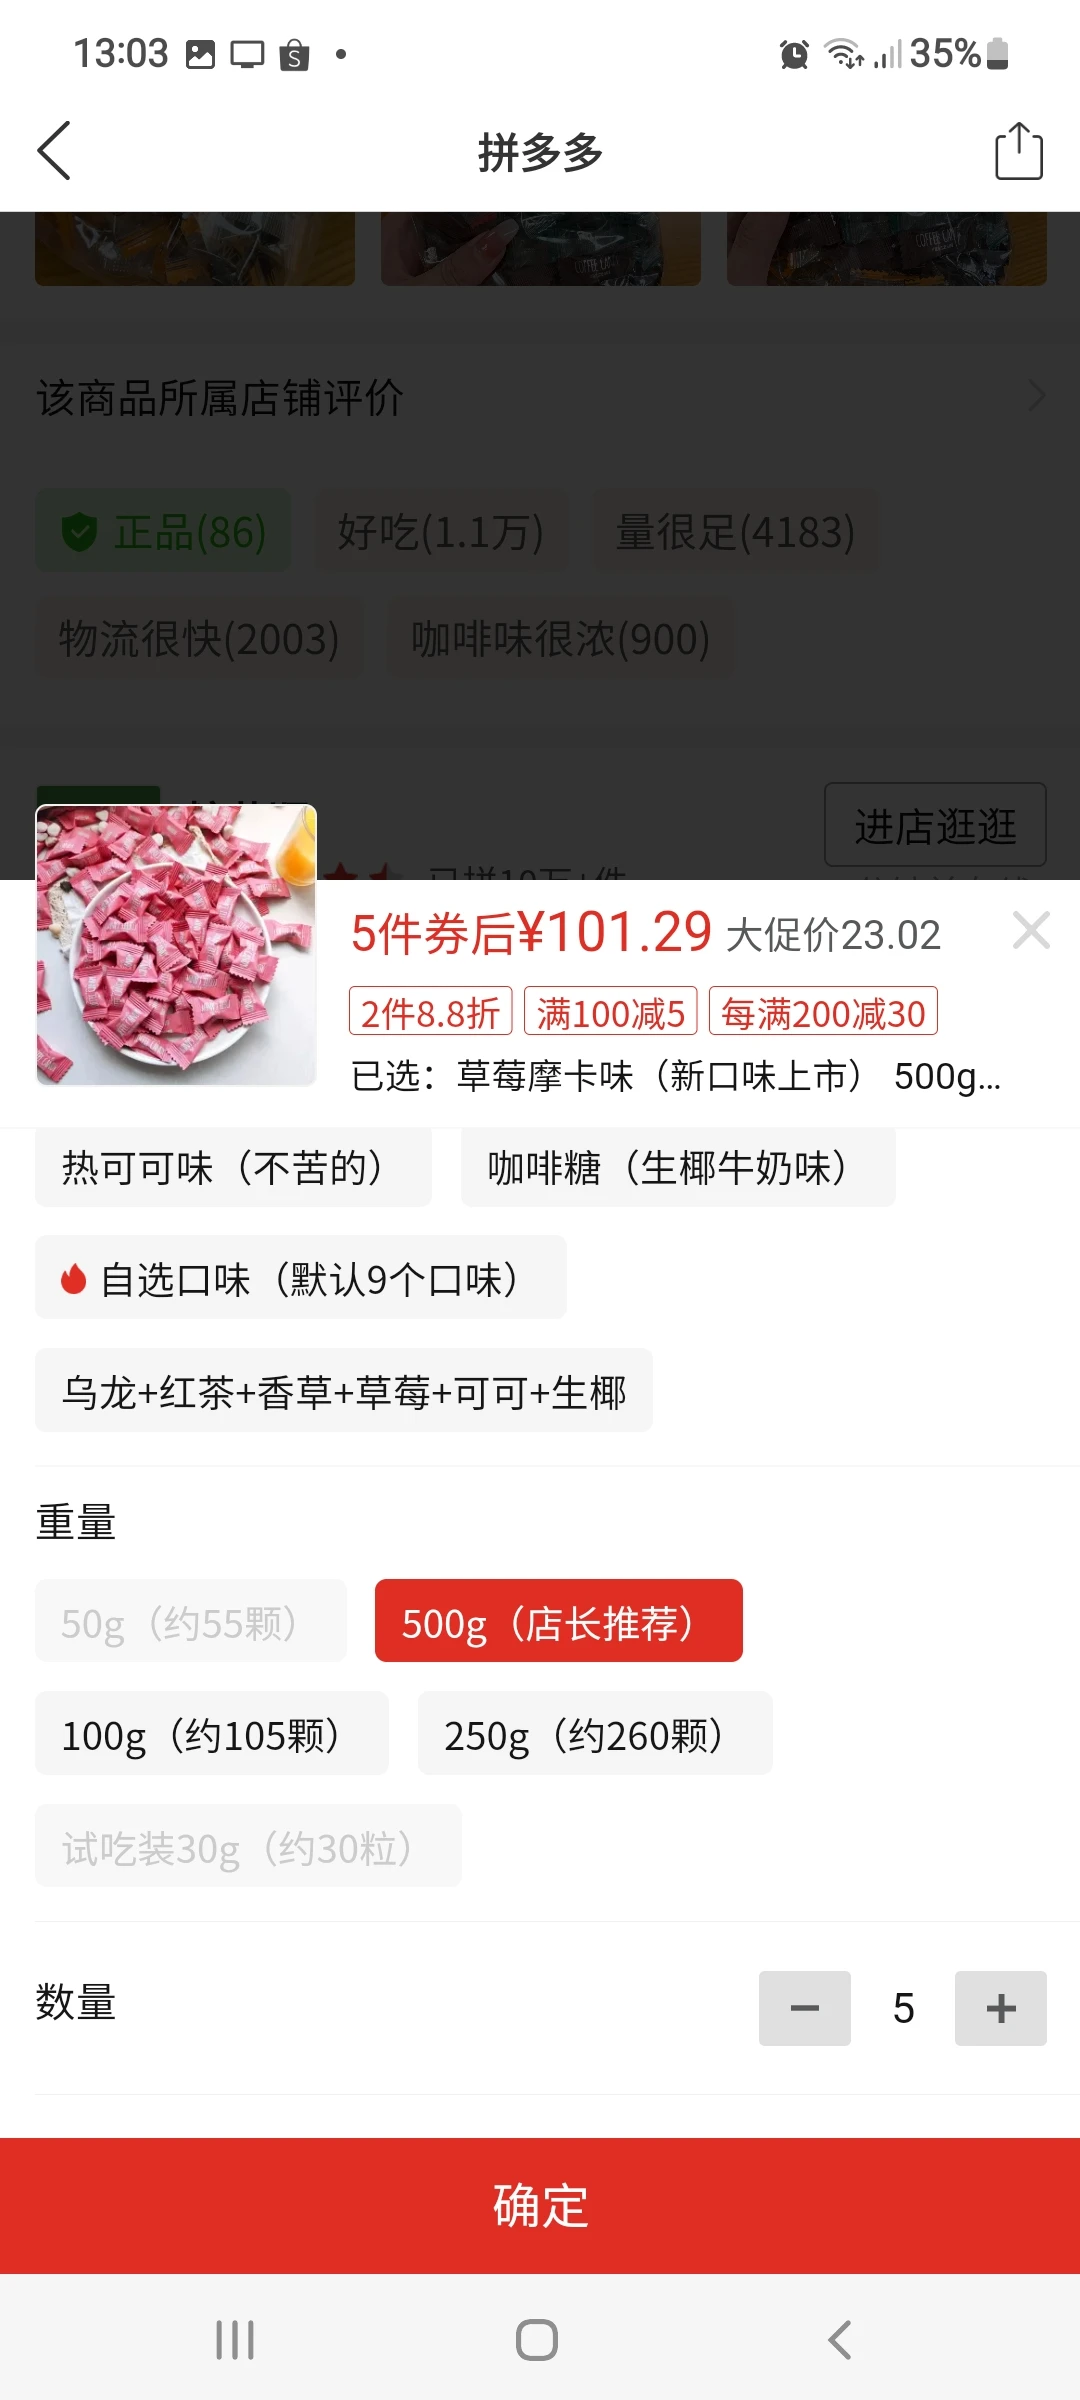 13:03
35%
拼多多
COFFEE CA
该商品所属店铺评价
正品(86) 好吃(1.1万) 量很足(4183)
物流很快(2003) 咖啡味很浓(900)
进店逛逛
5件券后¥101.29 大促价23.02
2件8.8折 满100减5 每满200减30
已选：草莓摩卡味（新口味上市） 500g...
热可可味（不苦的） 咖啡糖（生椰牛奶味）
自选口味（默认9个口味）
乌龙+红茶+香草+草莓+可可+生椰
重量
50g（约55颗） 500g（店长推荐）
100g（约105颗） 250g（约260颗）
试吃装30g（约30粒）
数量
− 5 +
确定